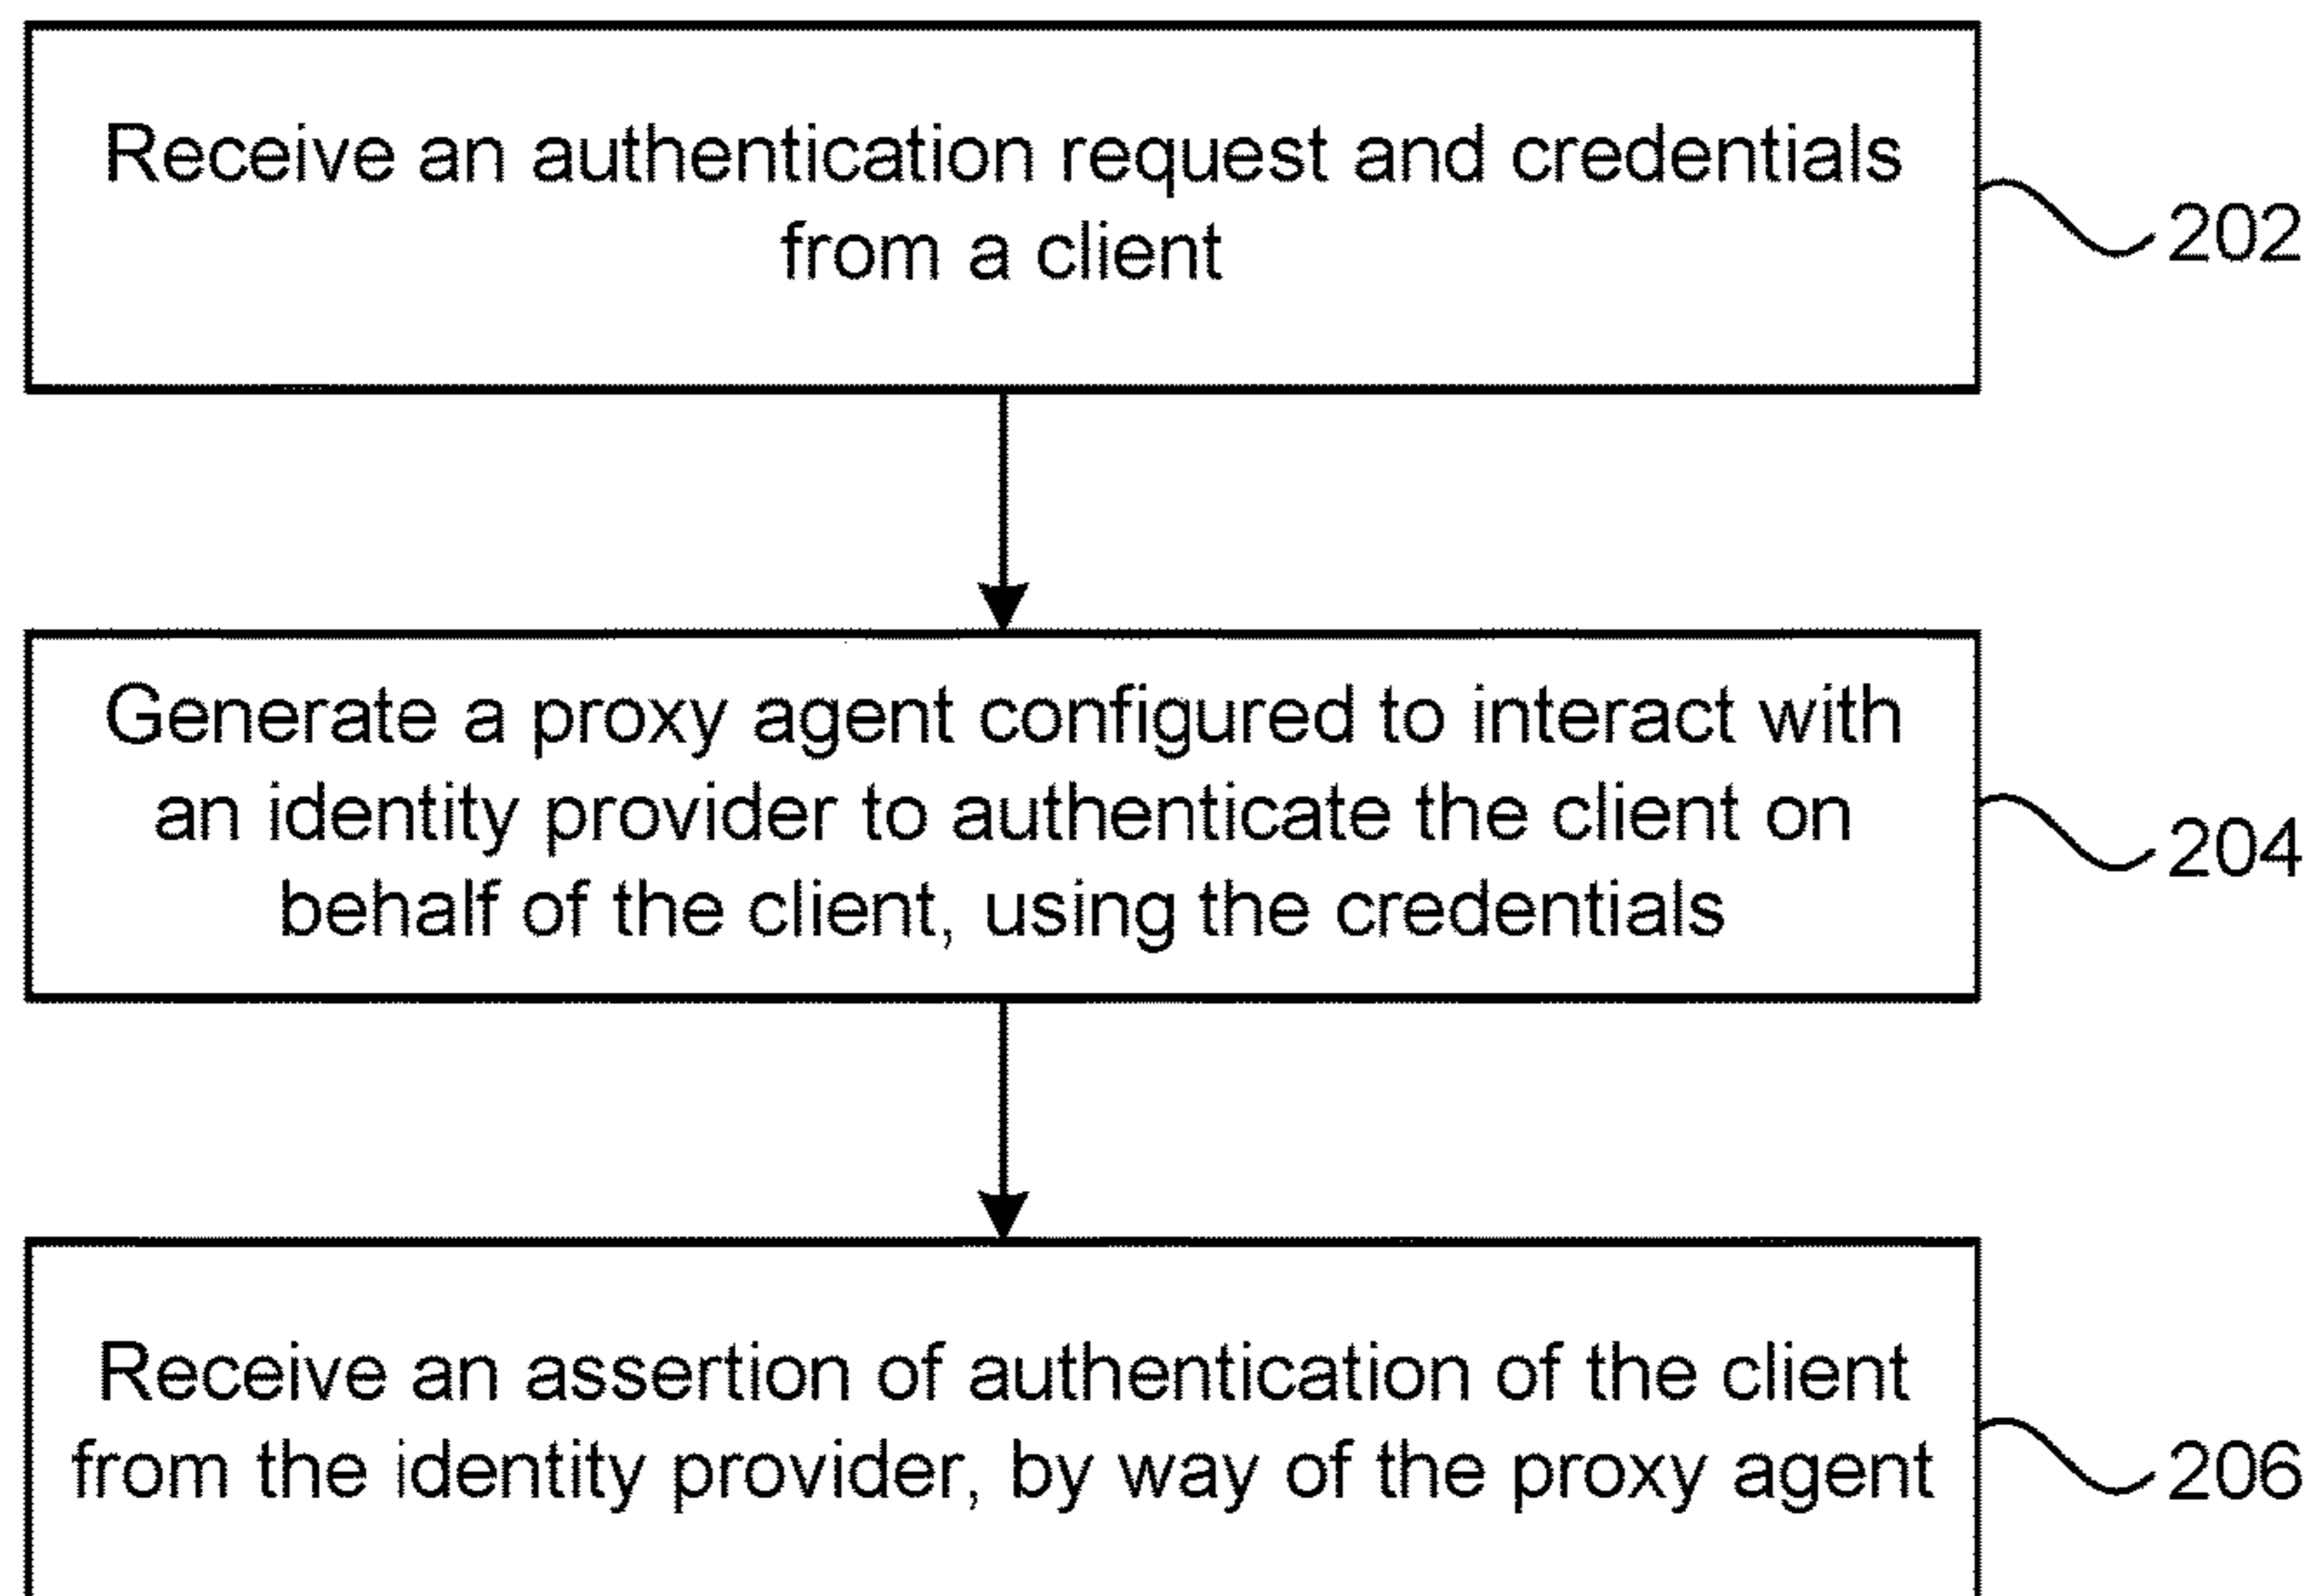 Receive an authentication request and credentials
from a client
202
Generate a proxy agent configured to interact with
an identity provider to authenticate the client on
behalf of the client, using the credentials
204
Receive an assertion of authentication of the client
from the identity provider, by way of the proxy agent
206